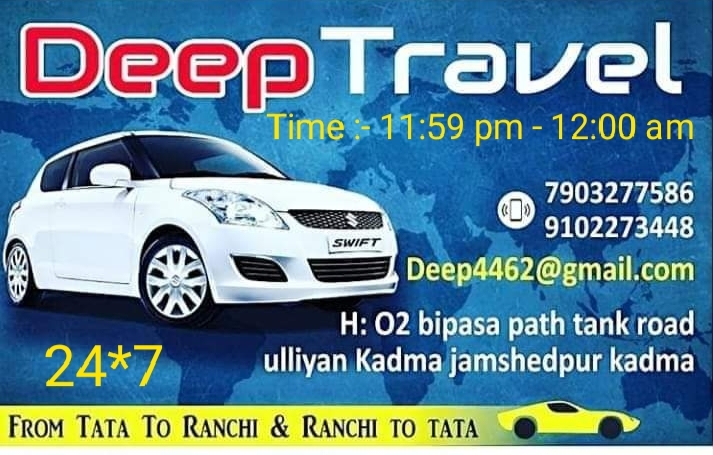 Deep Travel
Time :- 11:59 pm - 12:00 am
7903277586
9102273448
SWIFT
Deep4462@gmail.com
H: O2 bipasa path tank road
ulliyan Kadma jamshedpur kadma
24*7
FROM TATA TO RANCHI & RANCHI TO TATA